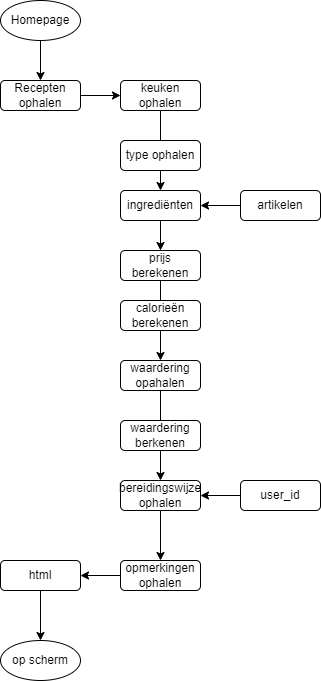 Homepage
Recepten
ophalen
keuken
ophalen
type ophalen
ingrediënten
artikelen
prijs
berekenen
calorieën
berekenen
waardering
opahalen
waardering
berkenen
bereidingswijze
ophalen
user_id
opmerkingen
ophalen
html
op scherm